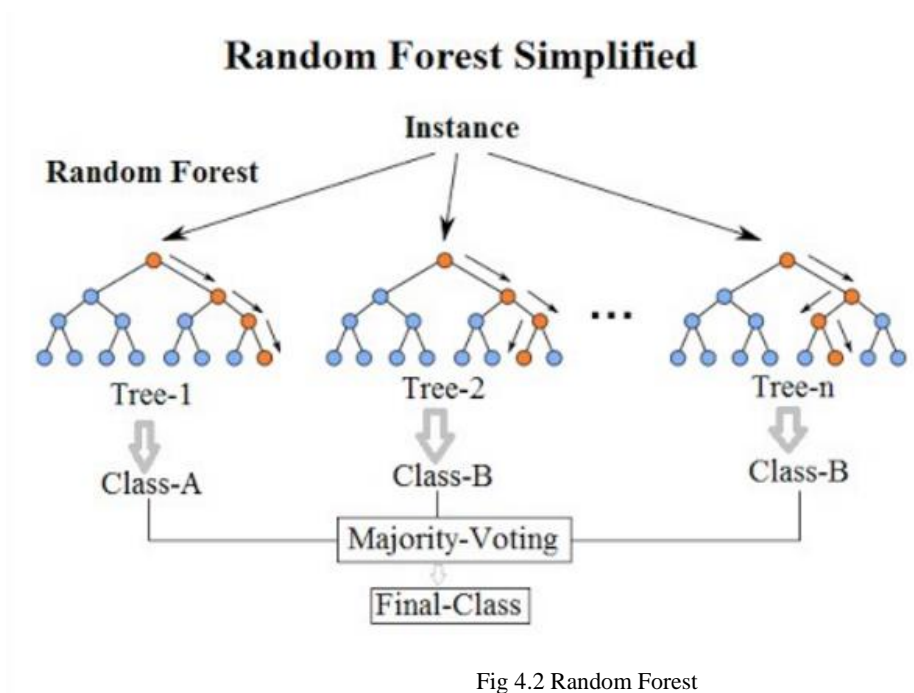 Random Forest Simplified
Instance
Random Forest
...
Tree-1
Tree-2
Tree-n
Class-A
Class-B
Class-B
Majority-Voting
Final-Class
Fig 4.2 Random Forest